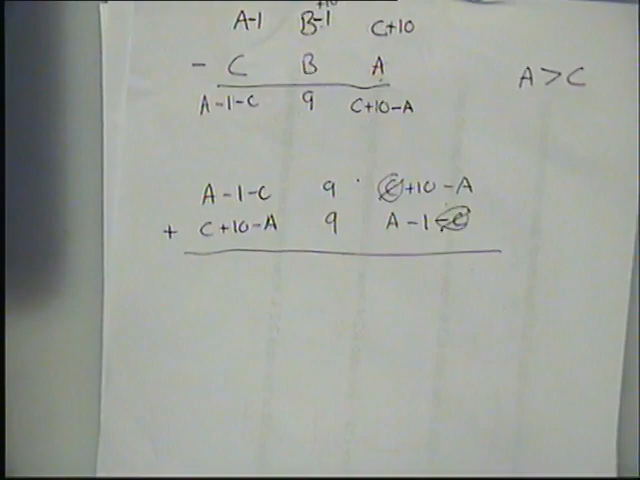 +10
A-1 B-1 C+10
- C B A A>C
A-1-C 9 C+10-A
A-1-C 9 C+10-A
+ C+10-A 9 A-1-C